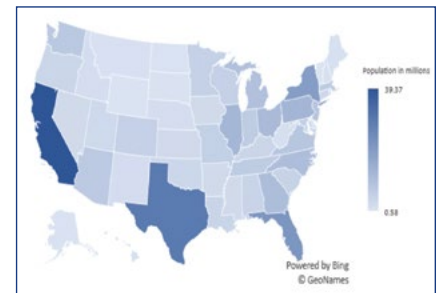 Population in millions
39.37
0.58
Powered by Bing
© GeoNames